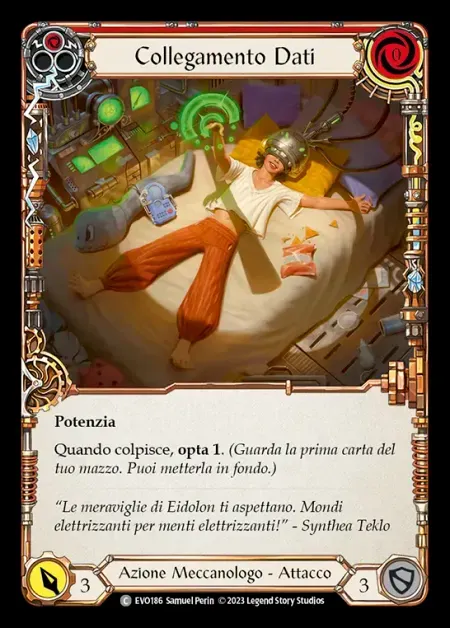 Collegamento Dati
0
Potenzia
Quando colpisce, opta 1. (Guarda la prima carta del
tuo mazzo. Puoi metterla in fondo.)
“Le meraviglie di Eidolon ti aspettano. Mondi
elettrizzanti per menti elettrizzanti!” - Synthea Teklo
3
Azione Meccanologo - Attacco
3
C EVO186 Samuel Perin © 2023 Legend Story Studios